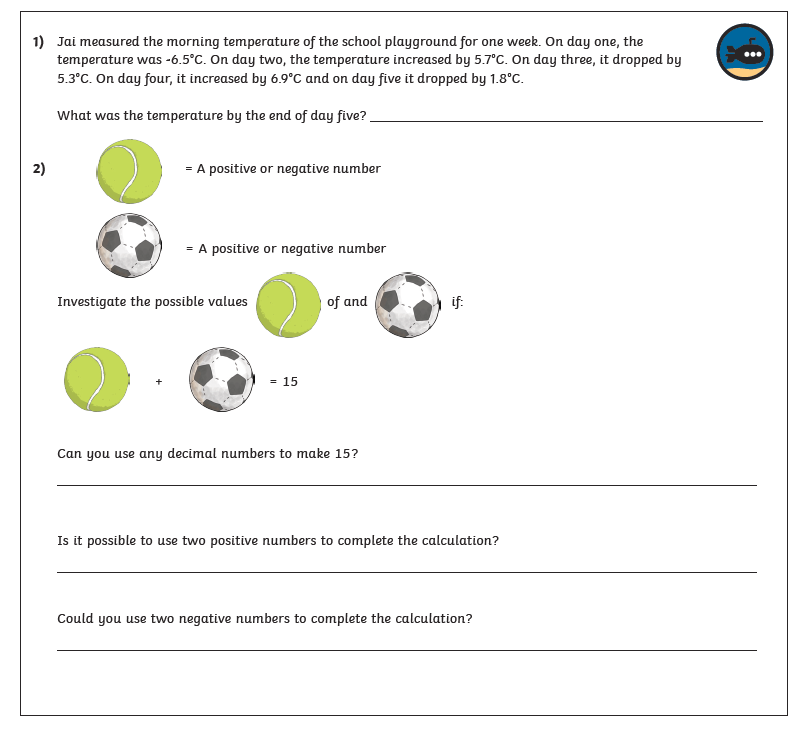 1) Jai measured the morning temperature of the school playground for one week. On day one, the
temperature was -6.5°C. On day two, the temperature increased by 5.7°C. On day three, it dropped by
5.3°C. On day four, it increased by 6.9°C and on day five it dropped by 1.8°C.
What was the temperature by the end of day five?
2) = A positive or negative number
= A positive or negative number
Investigate the possible values of and if:
+ = 15
Can you use any decimal numbers to make 15?
Is it possible to use two positive numbers to complete the calculation?
Could you use two negative numbers to complete the calculation?